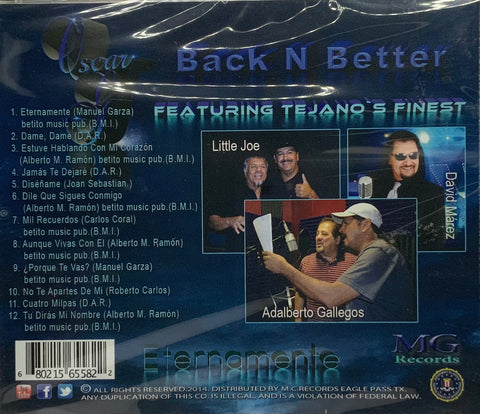 Oscar G
Back N Better
FEATURING TEJANO`S FINEST
1. Eternamente (Manuel Garza)
betito music pub.(B.M.I.)
2. Dame, Dame (D.A.R.)
3. Estuve Hablando Con Mi Corazón
(Alberto M. Ramón) betito music pub.(B.M.I.)
4. Jamás Te Dejaré (D.A.R.)
5. Diseñame (Joan Sebastian.)
6. Dile Que Sigues Conmigo
(Alberto M. Ramón) betito music pub.(B.M.I.)
7. Mil Recuerdos (Carlos Coral)
betito music pub.(B.M.I.)
8. Aunque Vivas Con El (Alberto M. Ramón)
betito music pub.(B.M.I.)
9. ¿Porque Te Vas? (Manuel Garza)
betito music pub.(B.M.I.)
10. No Te Apartes De Mi (Roberto Carlos)
11. Cuatro Milpas (D.A.R.)
12. Tu Dirás Mi Nombre (Alberto M. Ramón)
betito music pub.(B.M.I.)
Little Joe
David Marez
Adalberto Gallegos
6 80215 65582 2
Eternamente
MG
Records
You Tube
© ALL RIGHTS RESERVED.2014. DISTRIBUTED BY M.C.RECORDS EAGLE PASS TX.
ANY DUPLICATION OF THIS CD. IS ILLEGAL, AND IS A VIOLATION OF FEDERAL LAW.